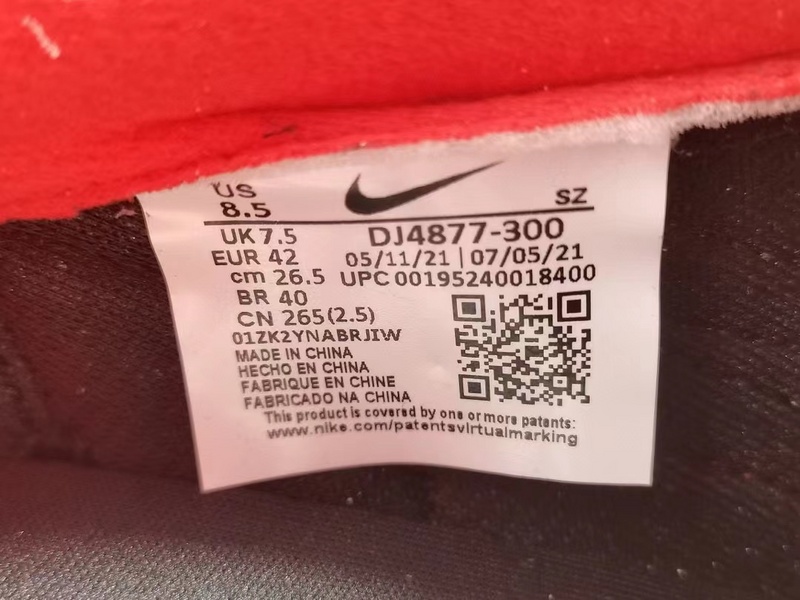 US SZ
8.5
UK 7.5 DJ4877-300
EUR 42 05/11/21 | 07/05/21
cm 26.5 UPC 00195240018400
BR 40
CN 265(2.5)
01ZK2YNABRJIW
MADE IN CHINA
HECHO EN CHINA
FABRIQUE EN CHINE
FABRICADO NA CHINA
This product is covered by one or more patents:
www.nike.com/patentsvirtualmarking